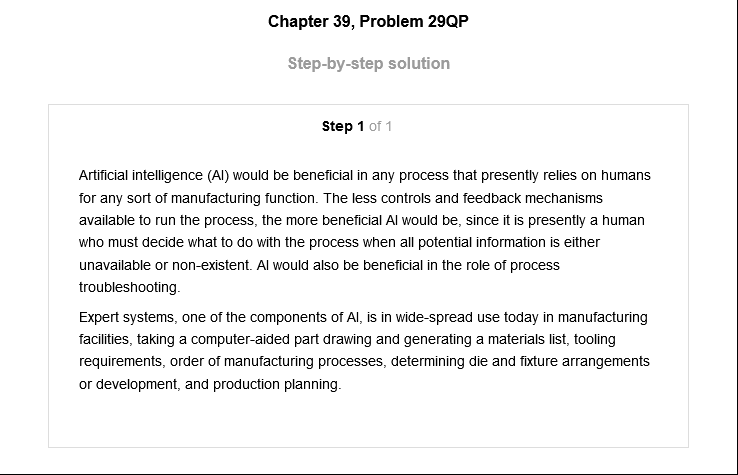 Chapter 39, Problem 29QP
Step-by-step solution
Step 1 of 1
Artificial intelligence (AI) would be beneficial in any process that presently relies on humans
for any sort of manufacturing function. The less controls and feedback mechanisms
available to run the process, the more beneficial AI would be, since it is presently a human
who must decide what to do with the process when all potential information is either
unavailable or non-existent. AI would also be beneficial in the role of process
troubleshooting.
Expert systems, one of the components of AI, is in wide-spread use today in manufacturing
facilities, taking a computer-aided part drawing and generating a materials list, tooling
requirements, order of manufacturing processes, determining die and fixture arrangements
or development, and production planning.